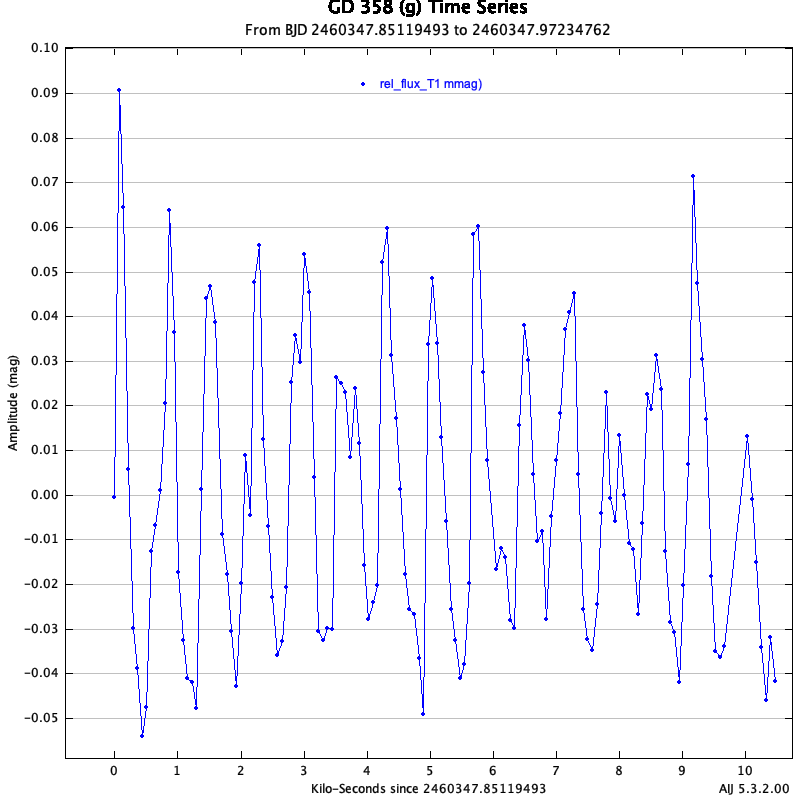 GD 358 (g) Time Series
From BJD 2460347.85119493 to 2460347.97234762
rel_flux_T1 mmag)
0.10
0.09
0.08
0.07
0.06
0.05
0.04
0.03
0.02
0.01
0.00
−0.01
−0.02
−0.03
−0.04
−0.05
Amplitude (mag)
0 1 2 3 4 5 6 7 8 9 10
Kilo-Seconds since 2460347.85119493
AIJ 5.3.2.00